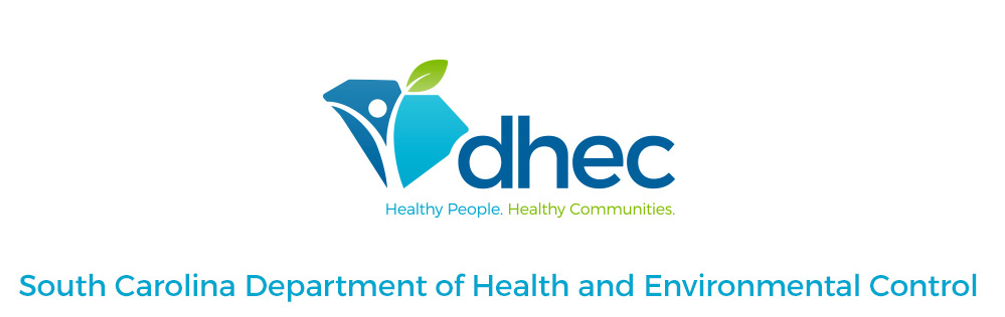 dhec
Healthy People. Healthy Communities.
South Carolina Department of Health and Environmental Control